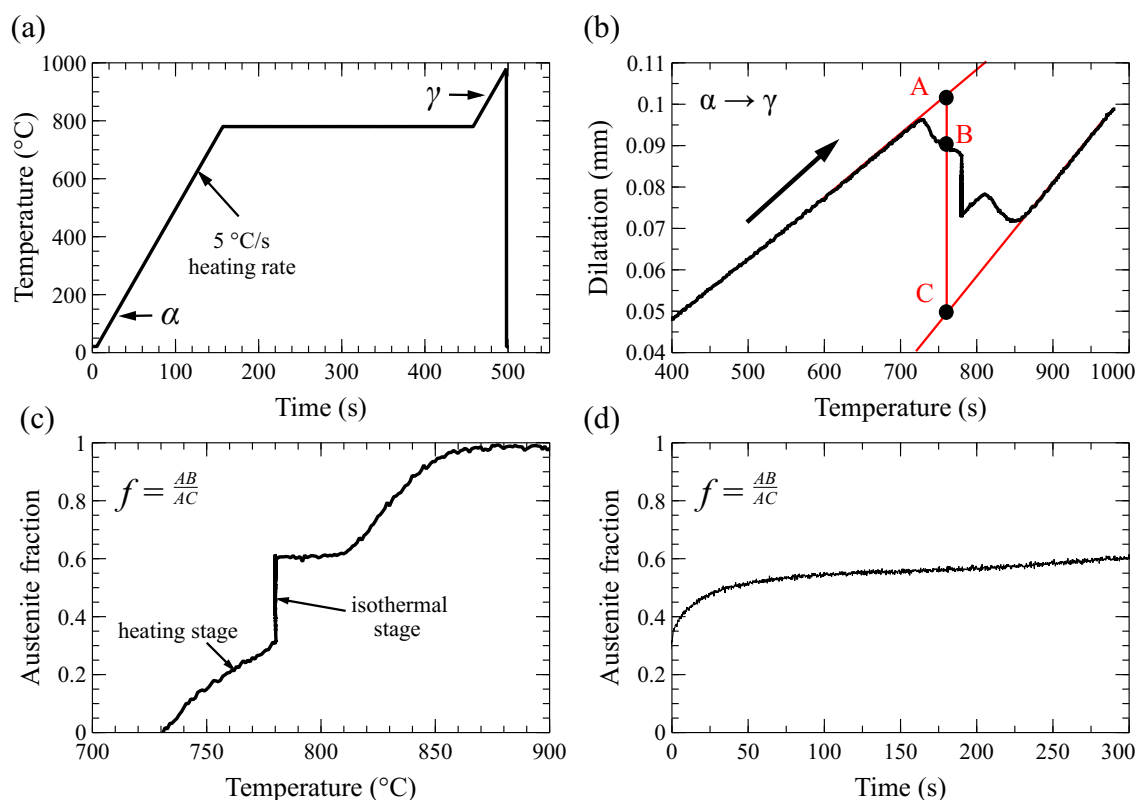 (a)
1000
800
600
400
200
0
Temperature (°C)
γ
5 °C/s
heating rate
α
0 100 200 300 400 500
Time (s)
(b)
0.11
0.1
0.09
0.08
0.07
0.06
0.05
0.04
Dilatation (mm)
α → γ
A
B
C
400 500 600 700 800 900 1000
Temperature (s)
(c)
1
0.8
0.6
0.4
0.2
0
Austenite fraction
f = AB/AC
isothermal
stage
heating stage
700 750 800 850 900
Temperature (°C)
(d)
1
0.8
0.6
0.4
0.2
0
Austenite fraction
f = AB/AC
0 50 100 150 200 250 300
Time (s)